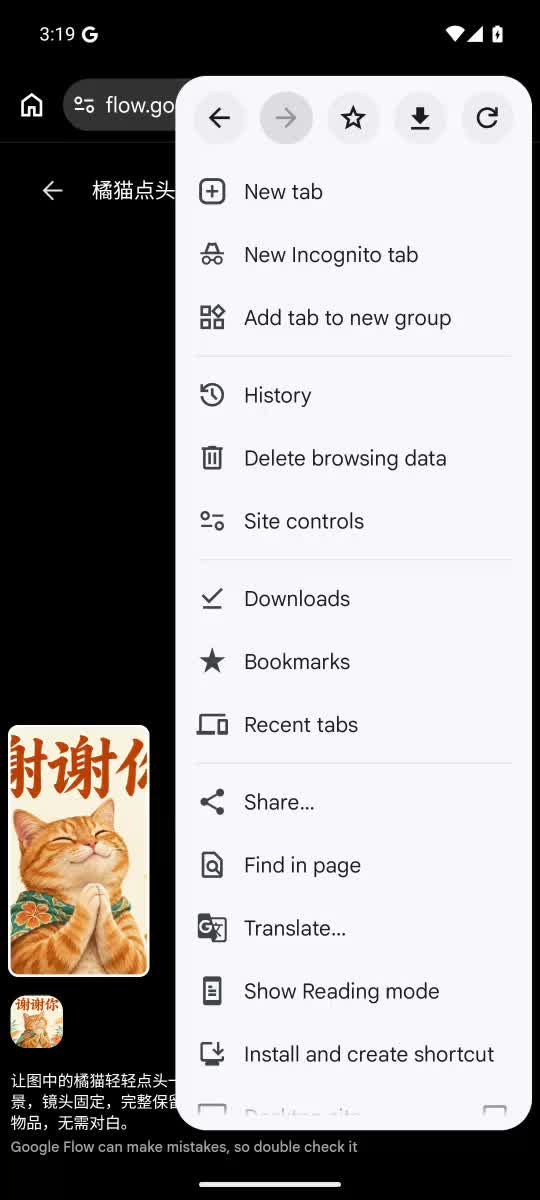 3:19
flow.go
橘猫点头
New tab
New Incognito tab
Add tab to new group
History
Delete browsing data
Site controls
Downloads
Bookmarks
Recent tabs
Share...
Find in page
Translate...
Show Reading mode
Install and create shortcut
Desktop site
谢谢你
谢谢你
让图中的橘猫轻轻点头一
景，镜头固定，完整保留
物品，无需对白。
Google Flow can make mistakes, so double check it